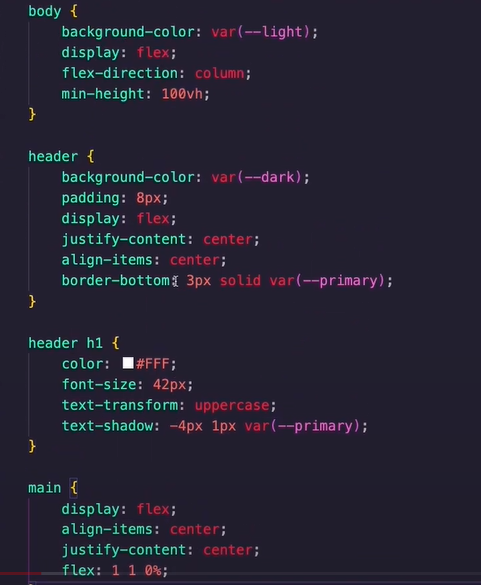 body {
background-color: var(--light);
display: flex;
flex-direction: column;
min-height: 100vh;
}
header {
background-color: var(--dark);
padding: 8px;
display: flex;
justify-content: center;
align-items: center;
border-bottom: 3px solid var(--primary);
}
header h1 {
color: #FFF;
font-size: 42px;
text-transform: uppercase;
text-shadow: -4px 1px var(--primary);
}
main {
display: flex;
align-items: center;
justify-content: center;
flex: 1 1 0%;